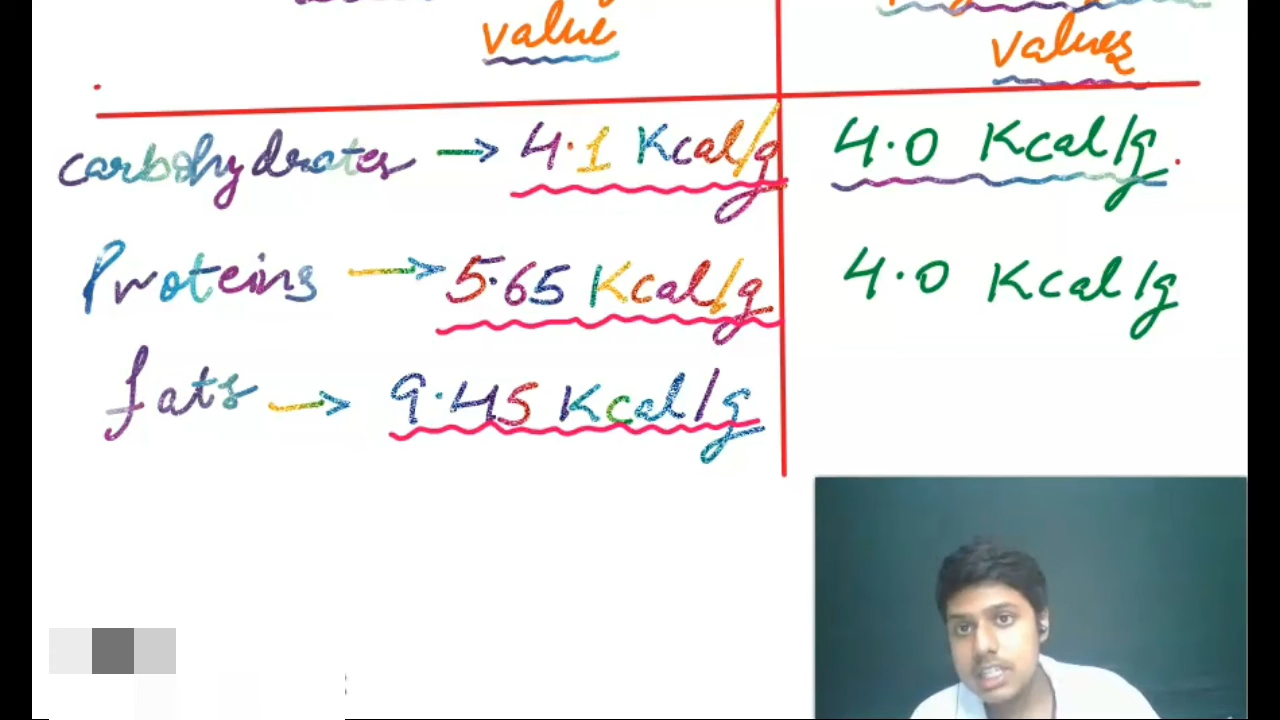 value
values
carbohydrates → 4.1 Kcal/g 4.0 Kcal/g.
Proteins → 5.65 Kcal/g 4.0 Kcal/g
fats → 9.45 Kcal/g